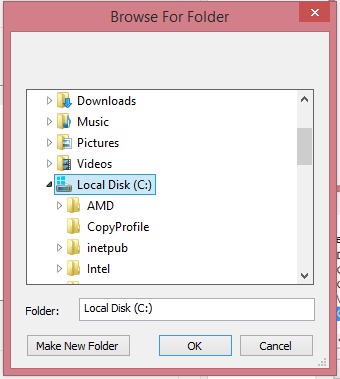 Browse For Folder
Downloads
Music
Pictures
Videos
Local Disk (C:)
AMD
CopyProfile
inetpub
Intel
Folder: Local Disk (C:)
Make New Folder OK Cancel